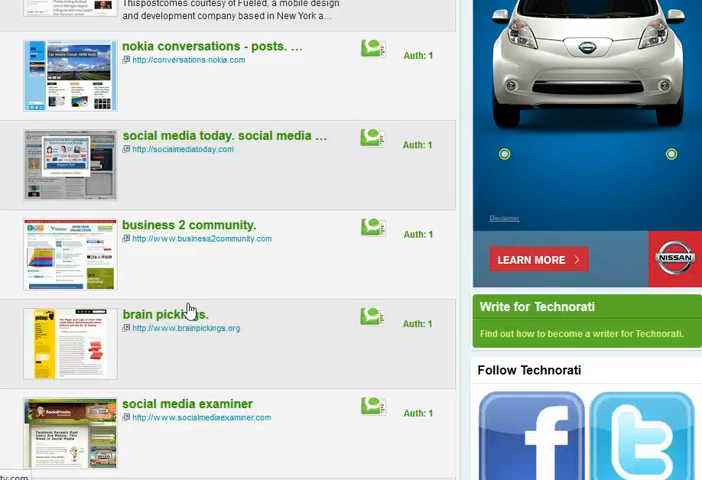 Thispostcomes courtesy of Fueled, a mobile design
and development company based in New York a...
nokia conversations - posts. ...
http://conversations.nokia.com
Auth: 1
social media today. social media ...
http://socialmediatoday.com
Auth: 1
business 2 community.
http://www.business2community.com
Auth: 1
brain pickings.
http://www.brainpickings.org
Auth: 1
social media examiner
http://www.socialmediaexaminer.com
Auth: 1
Disclaimer
LEARN MORE
NISSAN
Write for Technorati
Find out how to become a writer for Technorati.
Follow Technorati
f
t